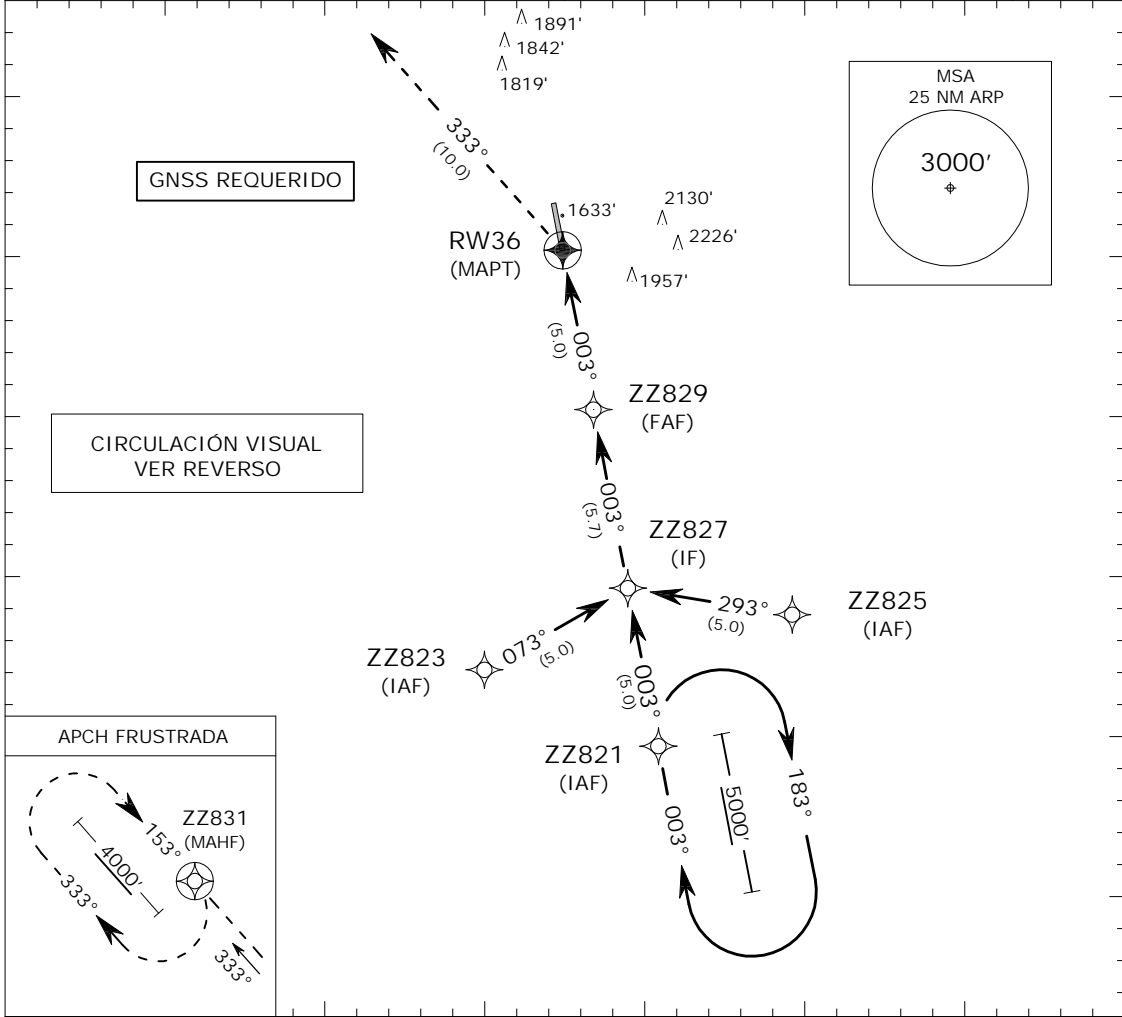 1891'
1842'
1819'
MSA
25 NM ARP
3000'
333°
(10.0)
GNSS REQUERIDO
1633'
2130'
2226'
1957'
RW36
(MAPT)
003°
(5.0)
ZZ829
(FAF)
CIRCULACIÓN VISUAL
VER REVERSO
003°
(5.7)
ZZ827
(IF)
293°
(5.0)
ZZ825
(IAF)
073°
(5.0)
ZZ823
(IAF)
003°
(5.0)
ZZ821
(IAF)
003°
5000'
183°
APCH FRUSTRADA
ZZ831
(MAHF)
153°
4000'
333°
333°